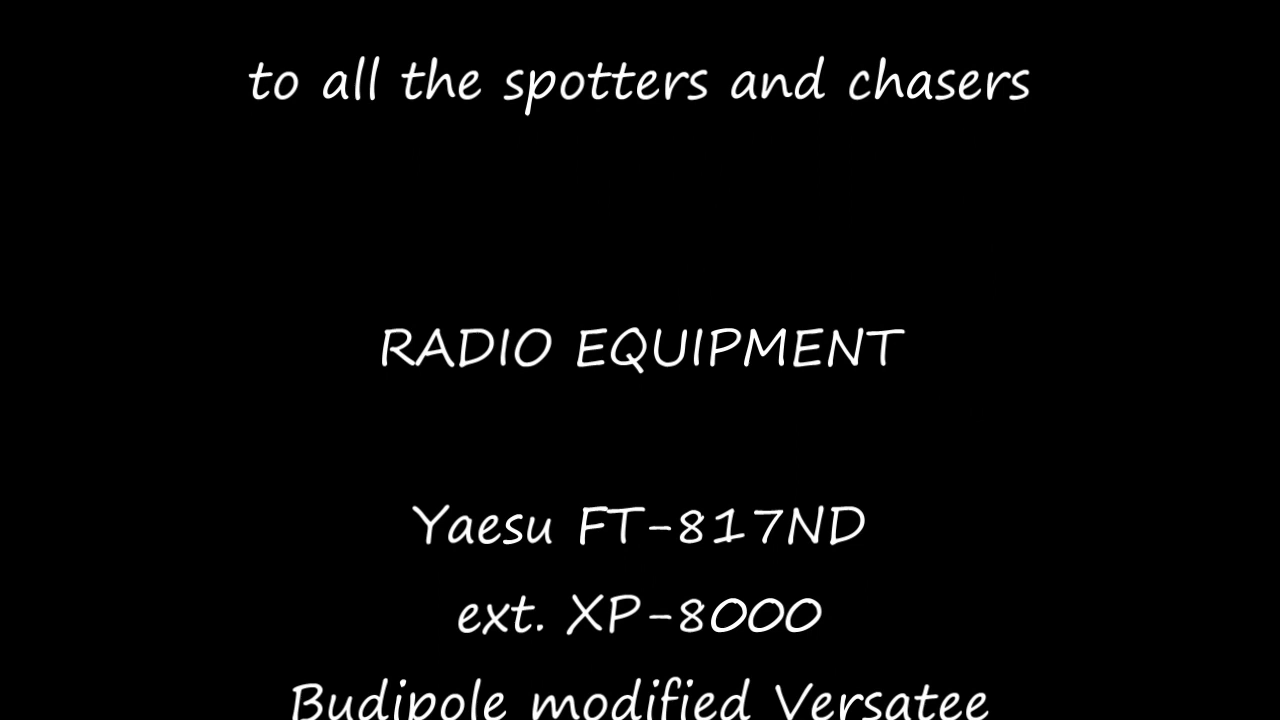 to all the spotters and chasers
RADIO EQUIPMENT
Yaesu FT-817ND
ext. XP-8000
Budipole modified Versatee